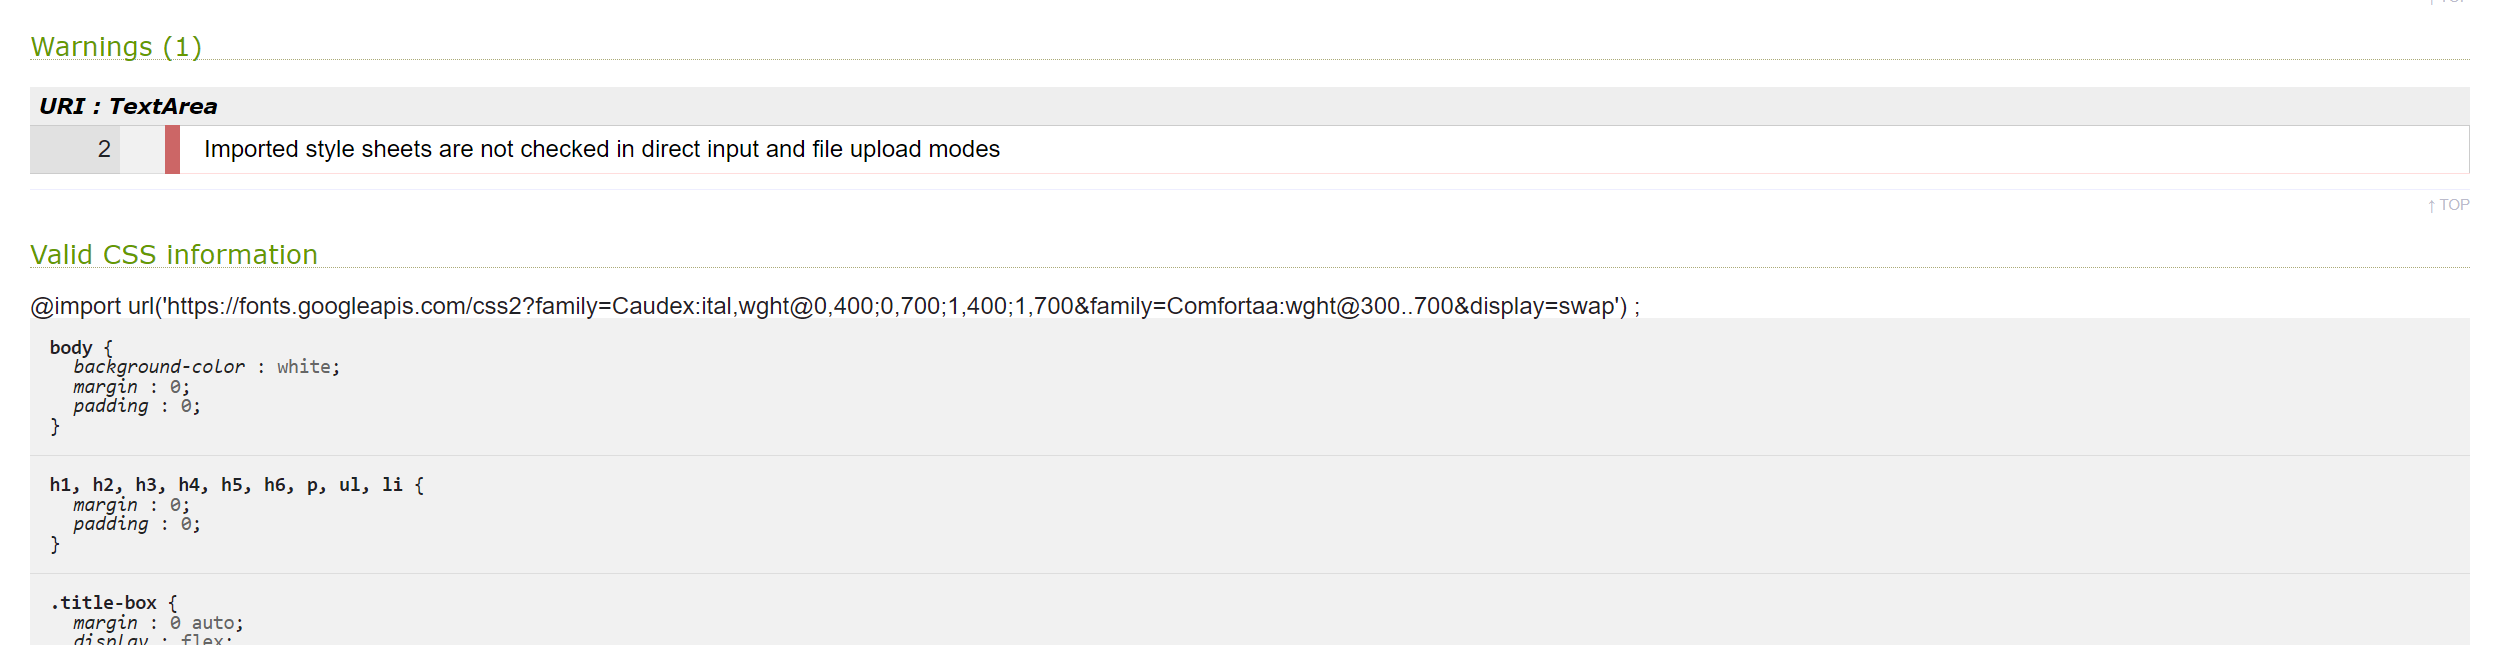 Warnings (1)
URI : TextArea
2 Imported style sheets are not checked in direct input and file upload modes
↑ TOP
Valid CSS information
@import url('https://fonts.googleapis.com/css2?family=Caudex:ital,wght@0,400;0,700;1,400;1,700&family=Comfortaa:wght@300..700&display=swap') ;
body {
background-color : white;
margin : 0;
padding : 0;
}
h1, h2, h3, h4, h5, h6, p, ul, li {
margin : 0;
padding : 0;
}
.title-box {
margin : 0 auto;
display : flex;